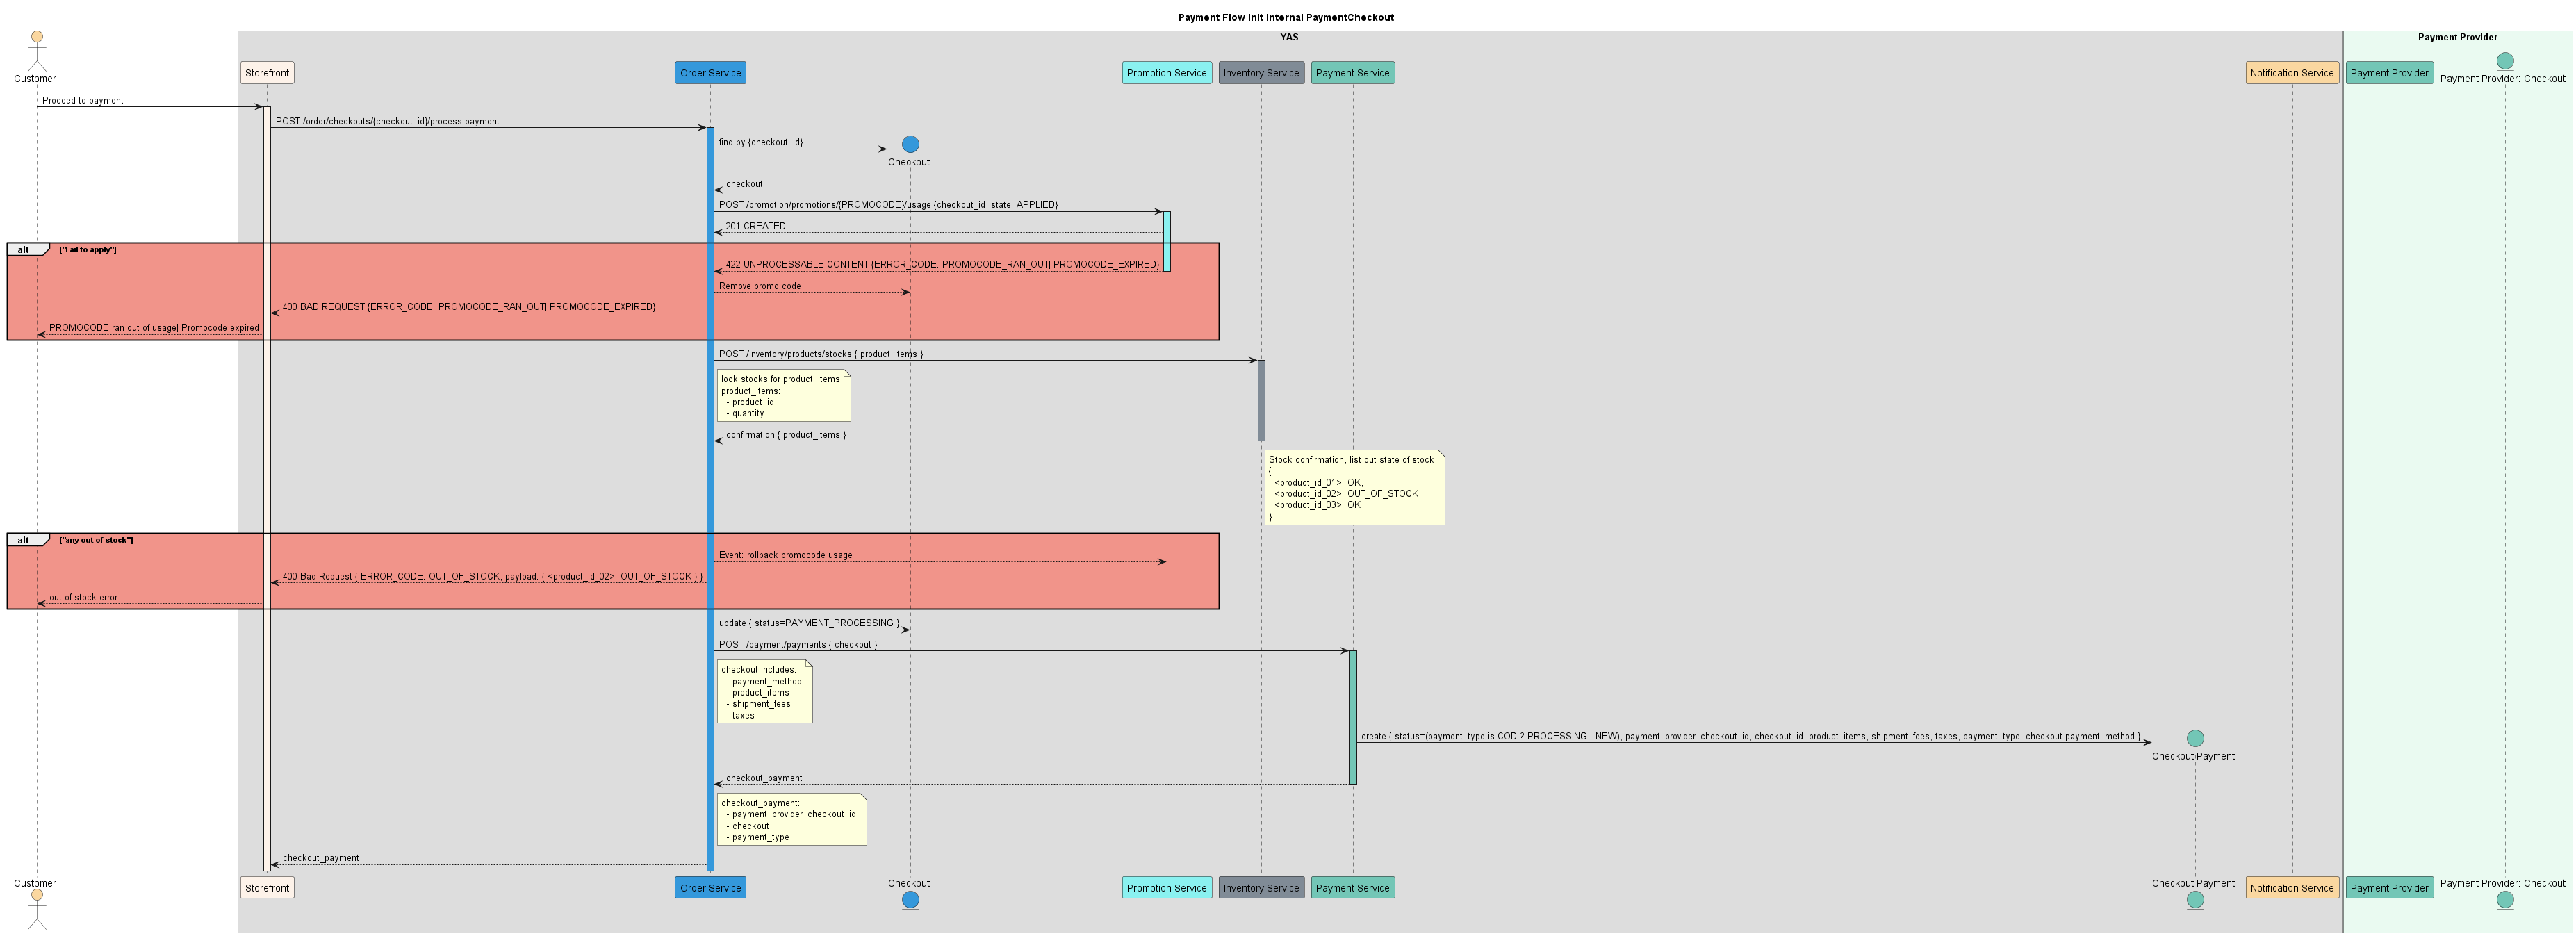 Payment Flow Init Internal PaymentCheckout
YAS
Payment Provider
Customer
Storefront
Order Service
Promotion Service
Inventory Service
Payment Service
Notification Service
Payment Provider
Payment Provider: Checkout
Proceed to payment
POST /order/checkouts/{checkout_id}/process-payment
find by {checkout_id}
Checkout
checkout
POST /promotion/promotions/{PROMOCODE}/usage {checkout_id, state: APPLIED}
201 CREATED
alt ["Fail to apply"]
422 UNPROCESSABLE CONTENT {ERROR_CODE: PROMOCODE_RAN_OUT| PROMOCODE_EXPIRED}
Remove promo code
400 BAD REQUEST {ERROR_CODE: PROMOCODE_RAN_OUT| PROMOCODE_EXPIRED}
PROMOCODE ran out of usage| Promocode expired
POST /inventory/products/stocks { product_items }
lock stocks for product_items
product_items:
- product_id
- quantity
confirmation { product_items }
Stock confirmation, list out state of stock
{
<product_id_01>: OK,
<product_id_02>: OUT_OF_STOCK,
<product_id_03>: OK
}
alt ["any out of stock"]
Event: rollback promocode usage
400 Bad Request { ERROR_CODE: OUT_OF_STOCK, payload: { <product_id_02>: OUT_OF_STOCK } }
out of stock error
update { status=PAYMENT_PROCESSING }
POST /payment/payments { checkout }
checkout includes:
- payment_method
- product_items
- shipment_fees
- taxes
create { status=(payment_type is COD ? PROCESSING : NEW), payment_provider_checkout_id, checkout_id, product_items, shipment_fees, taxes, payment_type: checkout.payment_method }
Checkout Payment
checkout_payment
checkout_payment:
- payment_provider_checkout_id
- checkout
- payment_type
checkout_payment
Customer
Storefront
Order Service
Checkout
Promotion Service
Inventory Service
Payment Service
Checkout Payment
Notification Service
Payment Provider
Payment Provider: Checkout